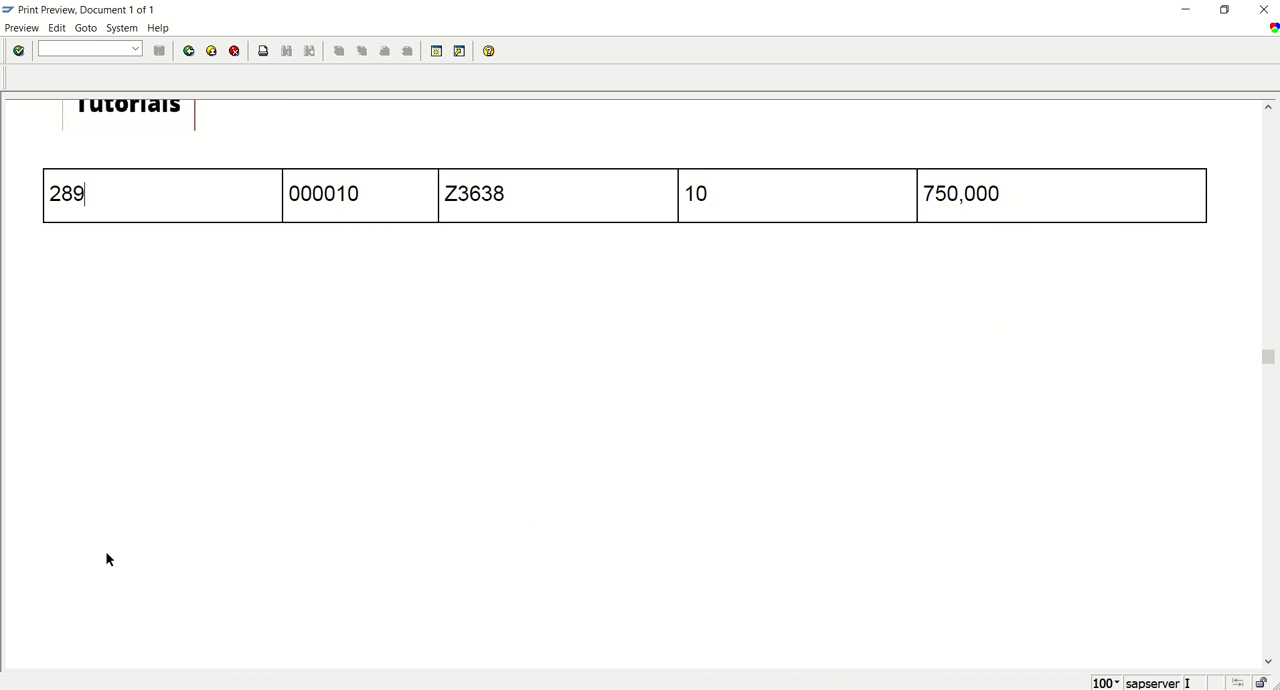 Print Preview, Document 1 of 1
Preview Edit Goto System Help
Tutorials
289 000010 Z3638 10 750,000
100 sapserver I